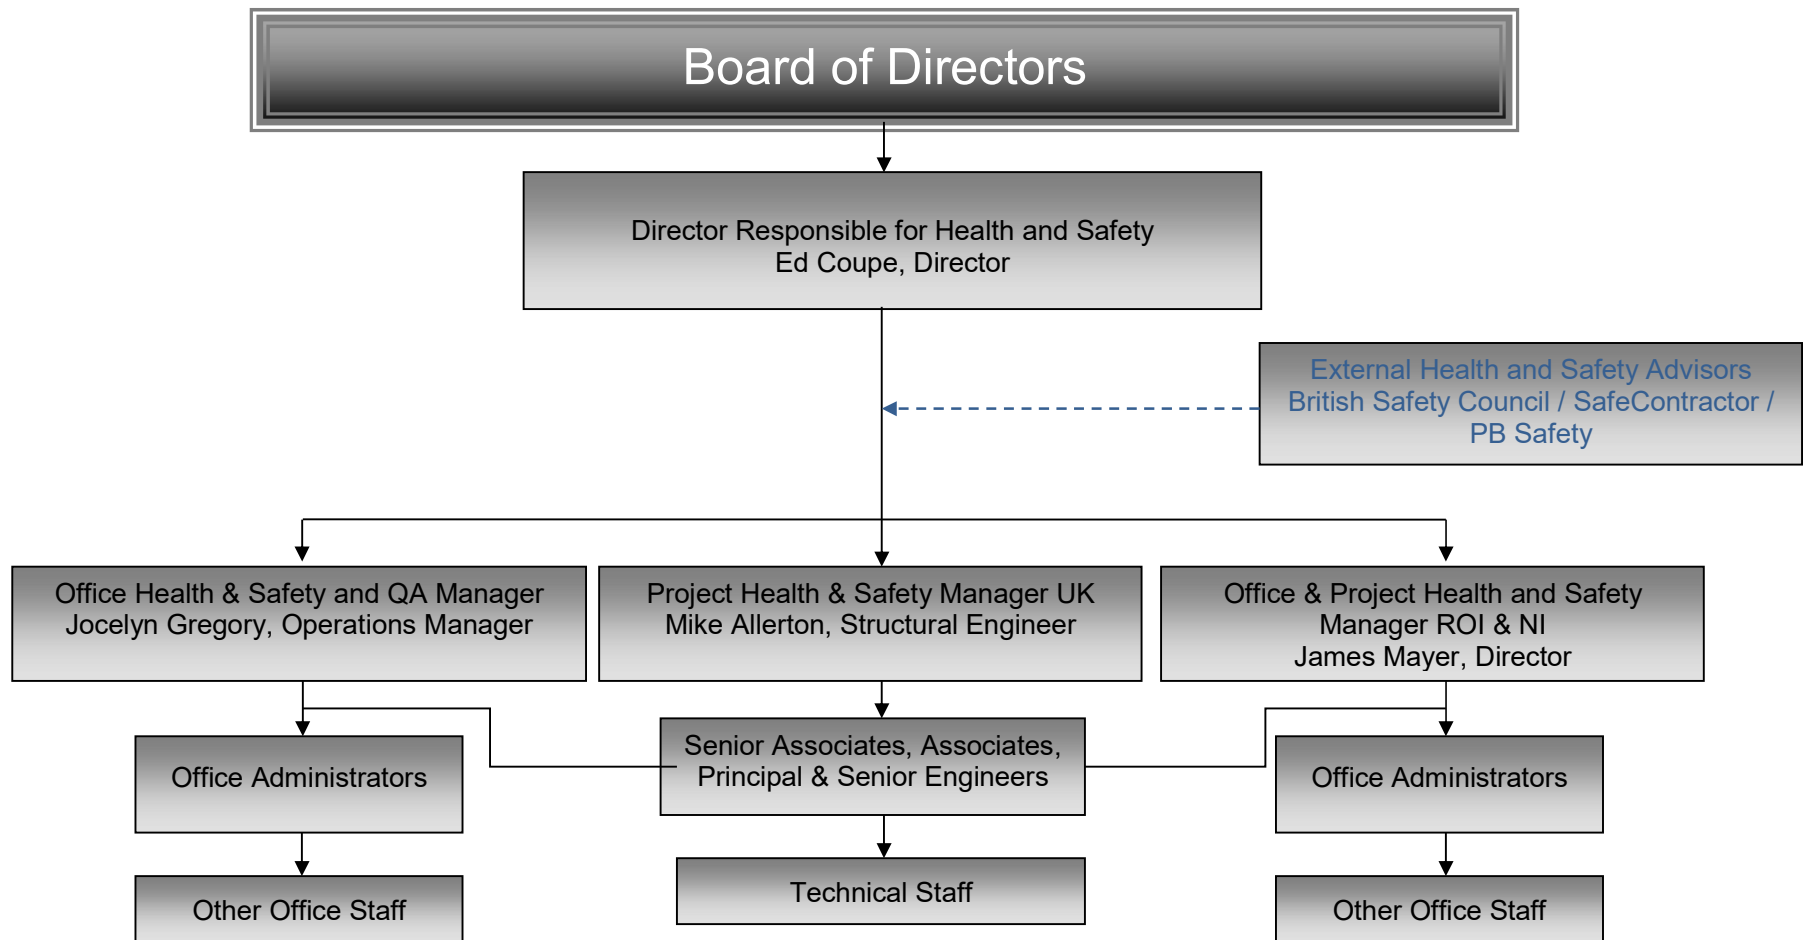 Board of Directors
Director Responsible for Health and Safety
Ed Coupe, Director
External Health and Safety Advisors
British Safety Council / SafeContractor /
PB Safety
Office Health & Safety and QA Manager
Jocelyn Gregory, Operations Manager
Project Health & Safety Manager UK
Mike Allerton, Structural Engineer
Office & Project Health and Safety
Manager ROI & NI
James Mayer, Director
Office Administrators
Senior Associates, Associates,
Principal & Senior Engineers
Office Administrators
Other Office Staff
Technical Staff
Other Office Staff